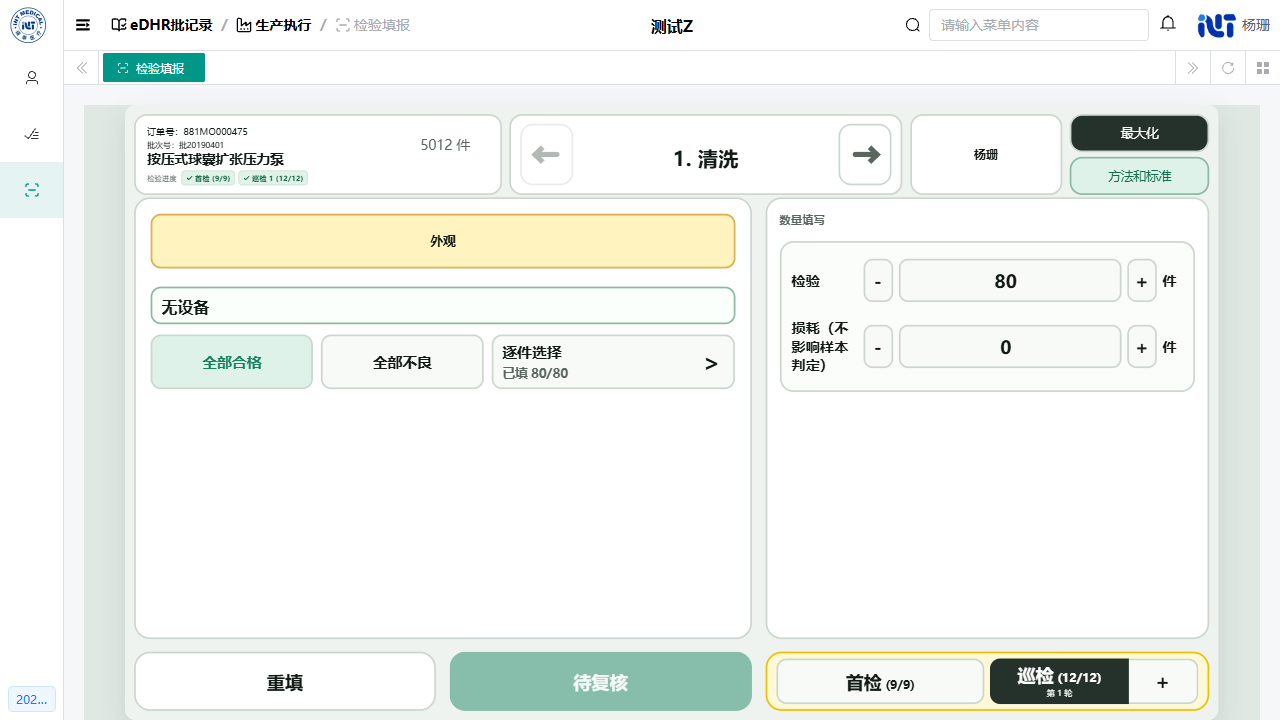 eDHR批记录 / 生产执行 / 检验填报
测试Z
请输入菜单内容
杨珊
检验填报
订单号：881MO000475
批次号：批20190401
按压式球囊扩张压力泵
检验进度 ✓ 首检 (9/9) ✓ 巡检 1 (12/12)
5012 件
1. 清洗
杨珊
最大化
方法和标准
外观
无设备
全部合格
全部不良
逐件选择
已填 80/80
>
数量填写
检验 - 80 + 件
损耗（不影响样本判定） - 0 + 件
重填
待复核
首检 (9/9)
巡检 (12/12)
第 1 轮
+
202...